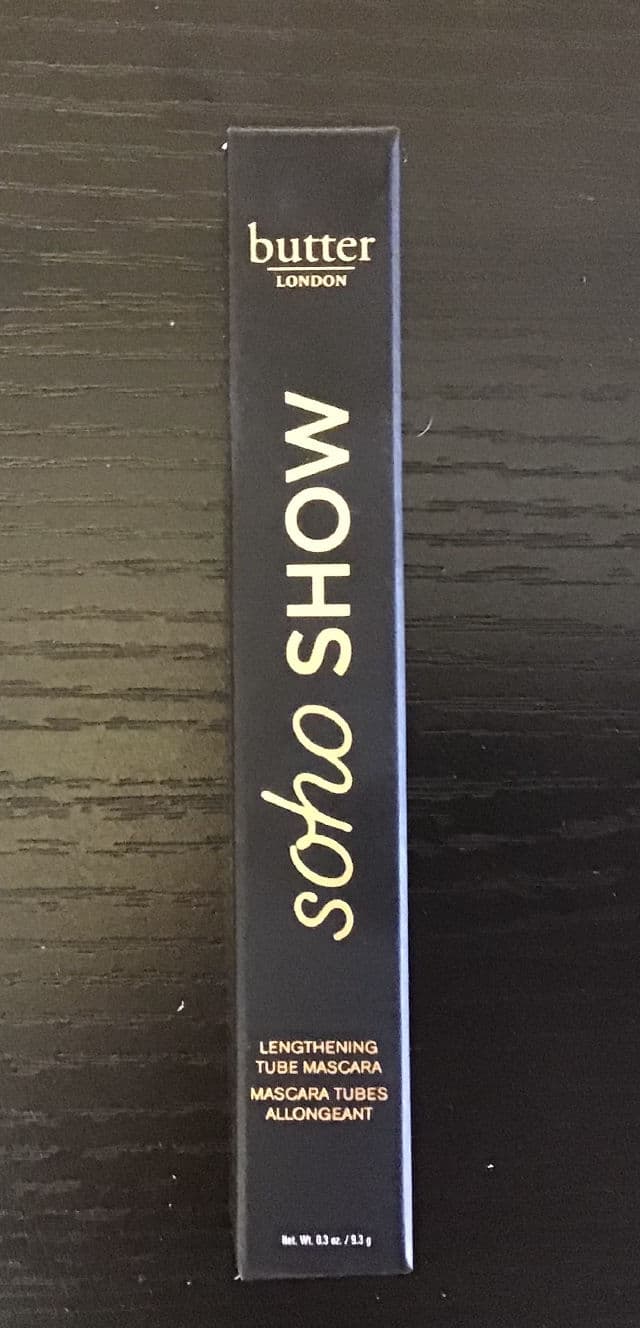 butter
LONDON
soho SHOW
LENGTHENING
TUBE MASCARA
MASCARA TUBES
ALLONGEANT
Net. Wt. 0.3 oz. / 9.3 g